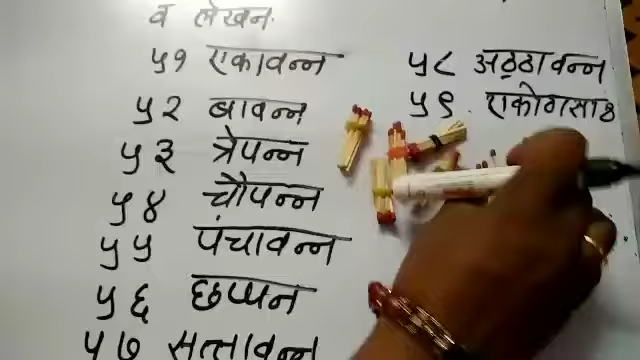 व लेखन
५१ एकावन्न
५२ बावन्न
५३ त्रेपन्न
५४ चौपन्न
५५ पंचावन्न
५६ छप्पन
५७ सत्तावन्न
५८ अठ्ठावन्न
५९ एकोणसाठ